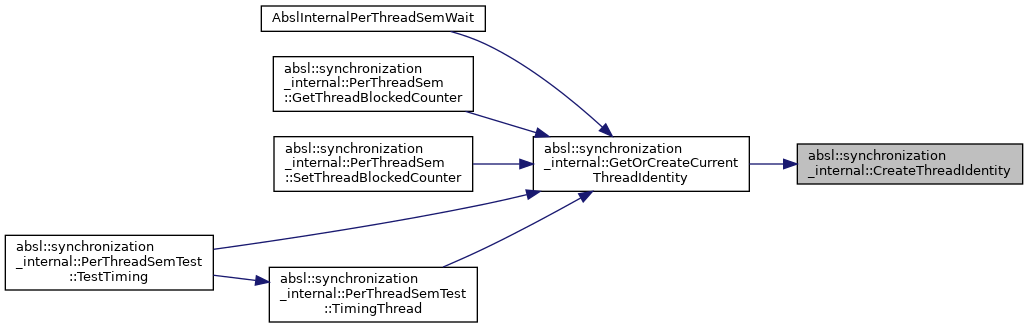 AbslInternalPerThreadSemWait
absl::synchronization
_internal::PerThreadSem
::GetThreadBlockedCounter
absl::synchronization
_internal::PerThreadSem
::SetThreadBlockedCounter
absl::synchronization
_internal::GetOrCreateCurrent
ThreadIdentity
absl::synchronization
_internal::CreateThreadIdentity
absl::synchronization
_internal::PerThreadSemTest
::TestTiming
absl::synchronization
_internal::PerThreadSemTest
::TimingThread